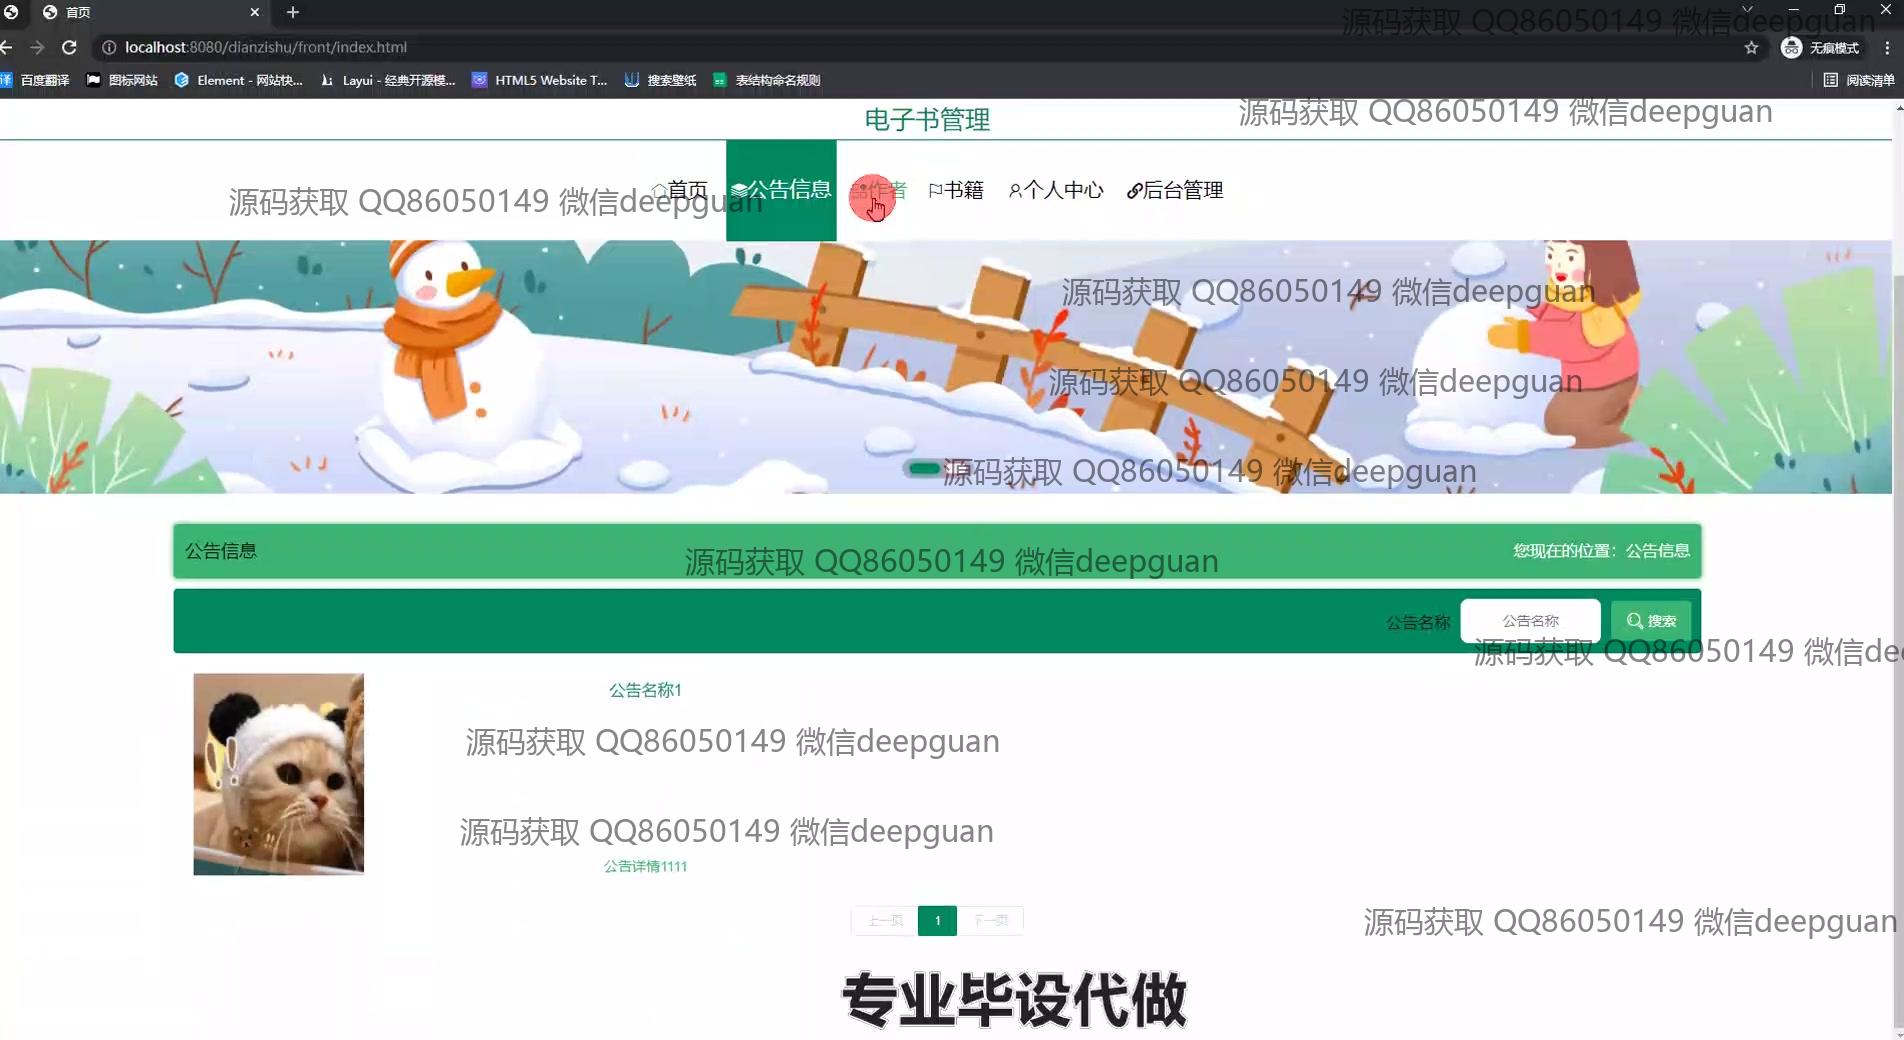 首页
源码获取 QQ86050149 微信deepguan
localhost:8080/dianzishu/front/index.html
无痕模式
百度翻译 图标网站 Element - 网站快... Layui - 经典开源模... HTML5 Website T... 搜索壁纸 表结构命名规则 阅读清单
电子书管理
源码获取 QQ86050149 微信deepguan
首页 公告信息 作者 书籍 个人中心 后台管理
源码获取 QQ86050149 微信deepguan
源码获取 QQ86050149 微信deepguan
源码获取 QQ86050149 微信deepguan
源码获取 QQ86050149 微信deepguan
公告信息 您现在的位置：公告信息
源码获取 QQ86050149 微信deepguan
公告名称 公告名称 搜索
源码获取 QQ86050149 微信dee
公告名称1
源码获取 QQ86050149 微信deepguan
源码获取 QQ86050149 微信deepguan
公告详情1111
上一页 1 下一页
源码获取 QQ86050149 微信deepguan
专业毕设代做